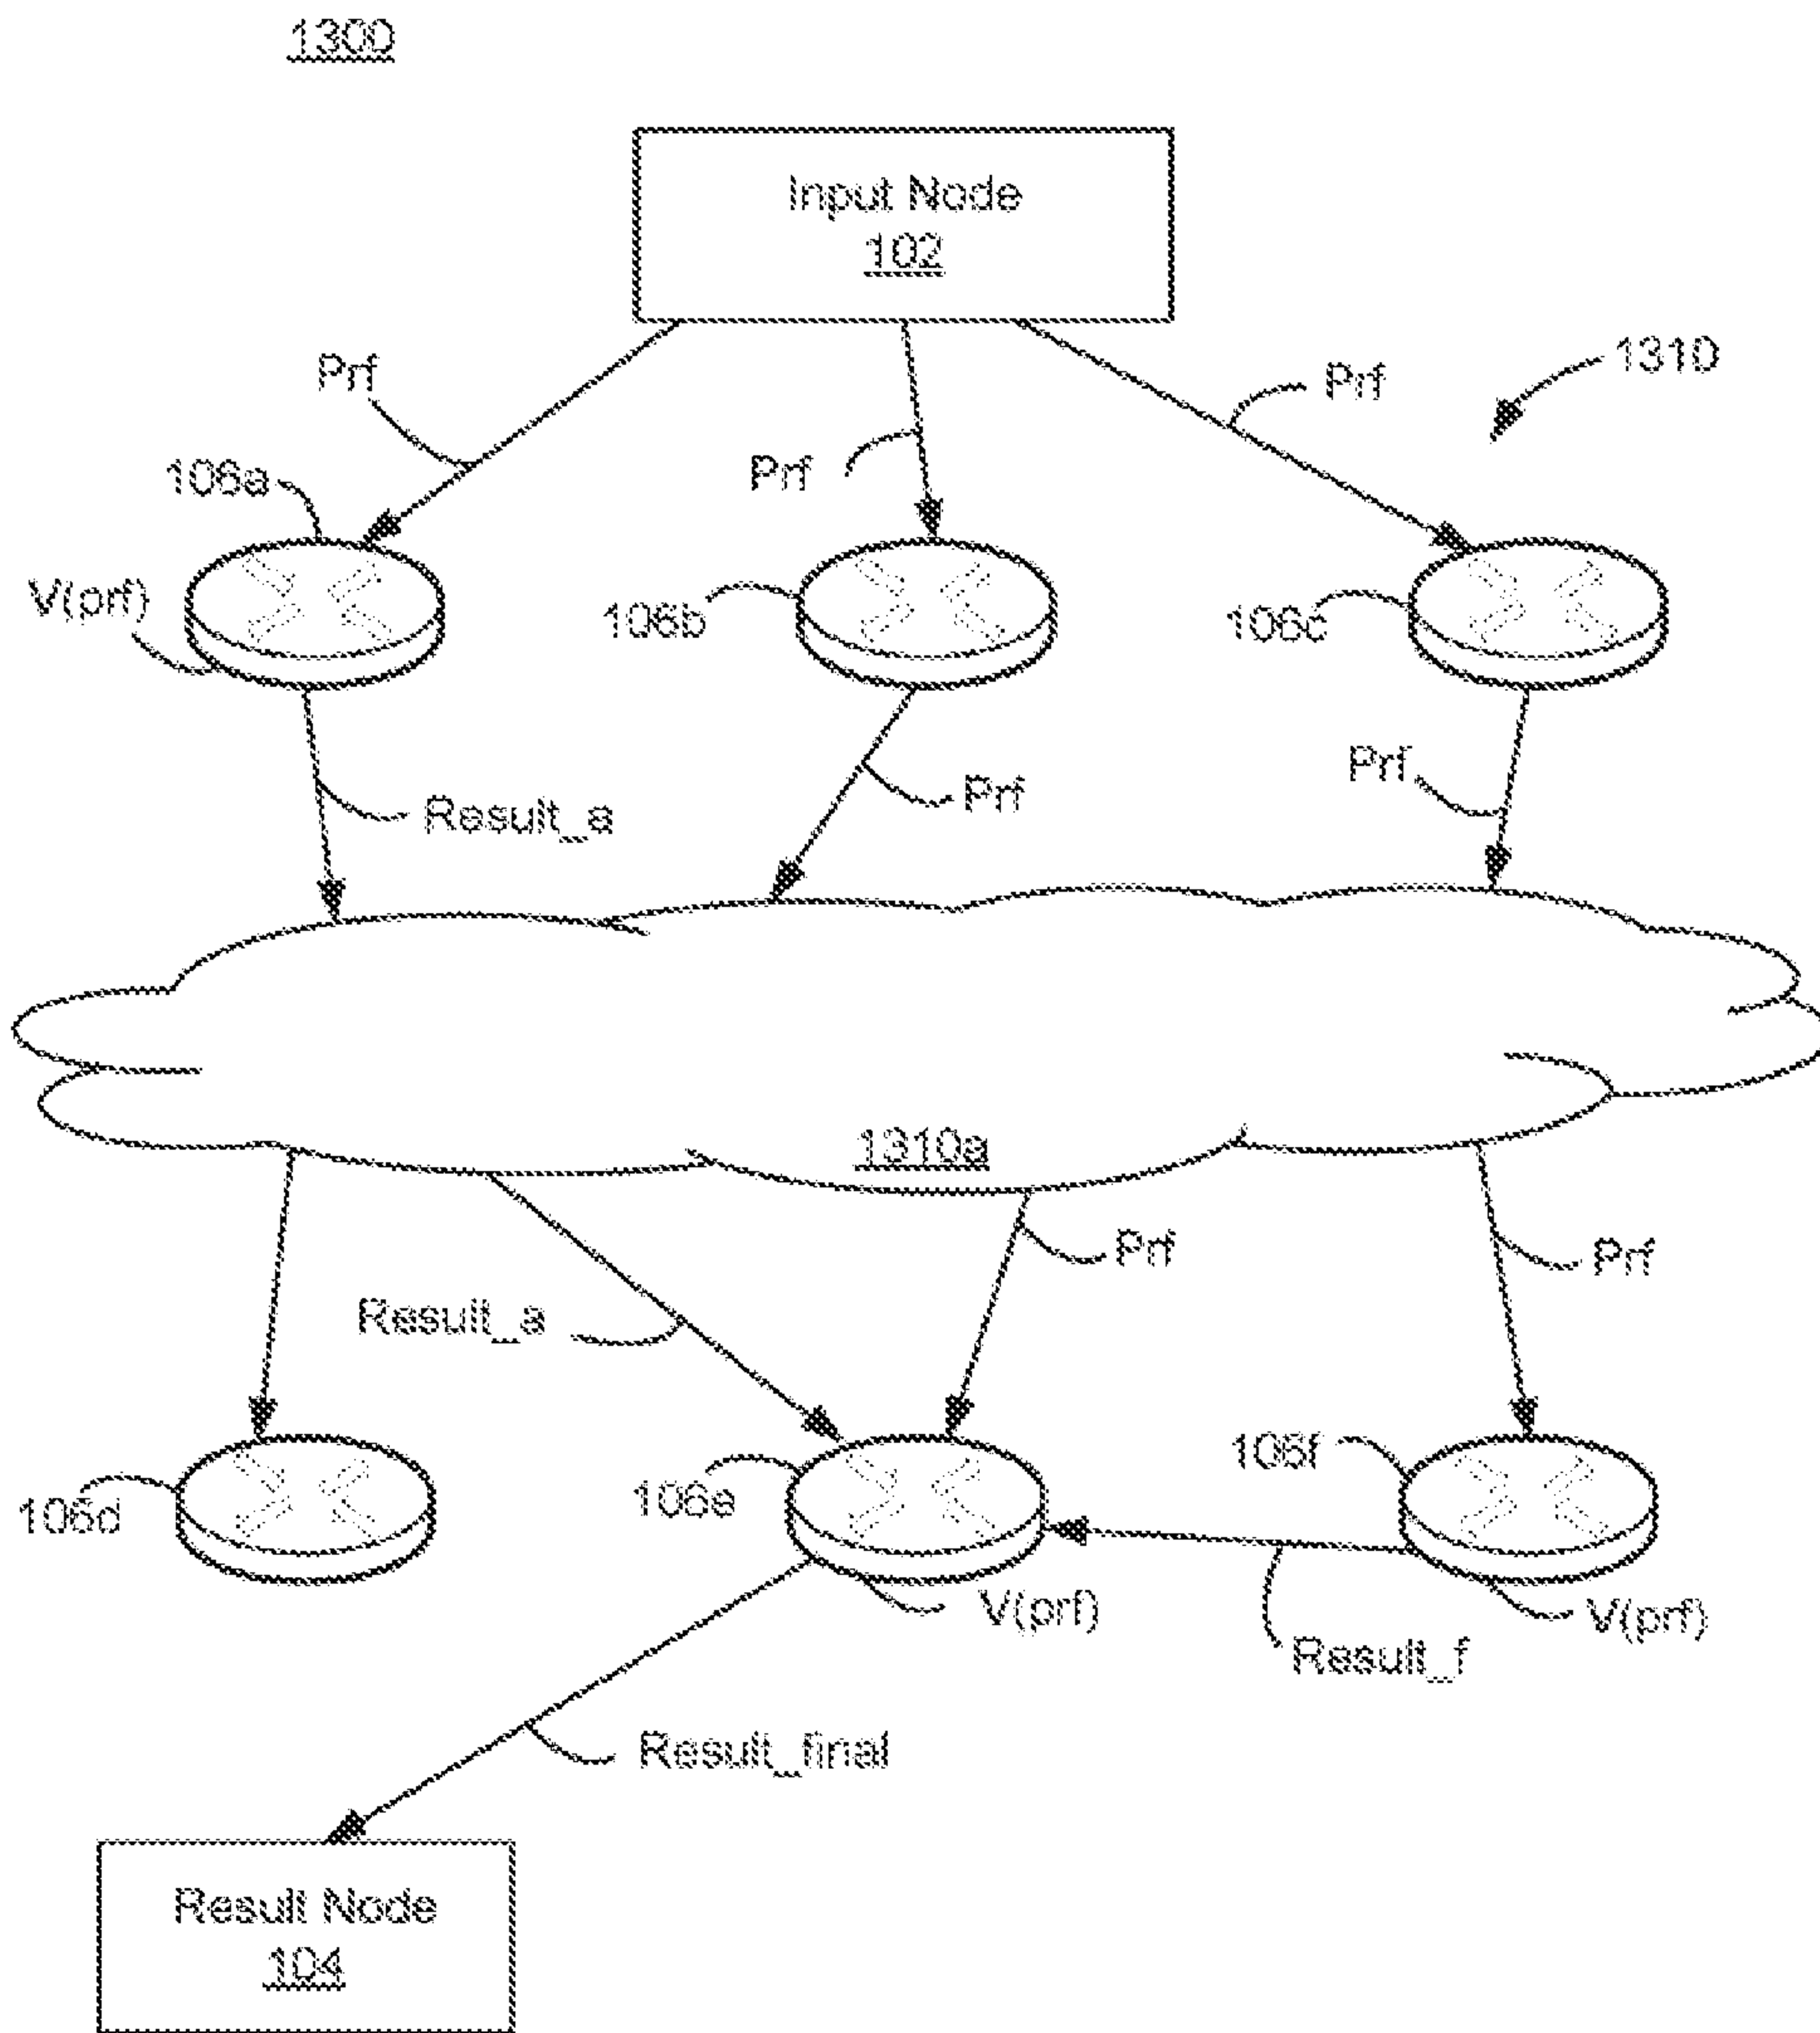 1300
Input Node
102
Prf
Prf
Prf
1310
106a
V(prf)
106b
106c
Result_a
Prf
Prf
1310a
Prf
Prf
Result_a
106d
106e
106f
V(prf)
V(prf)
Result_f
Result_final
Result Node
104